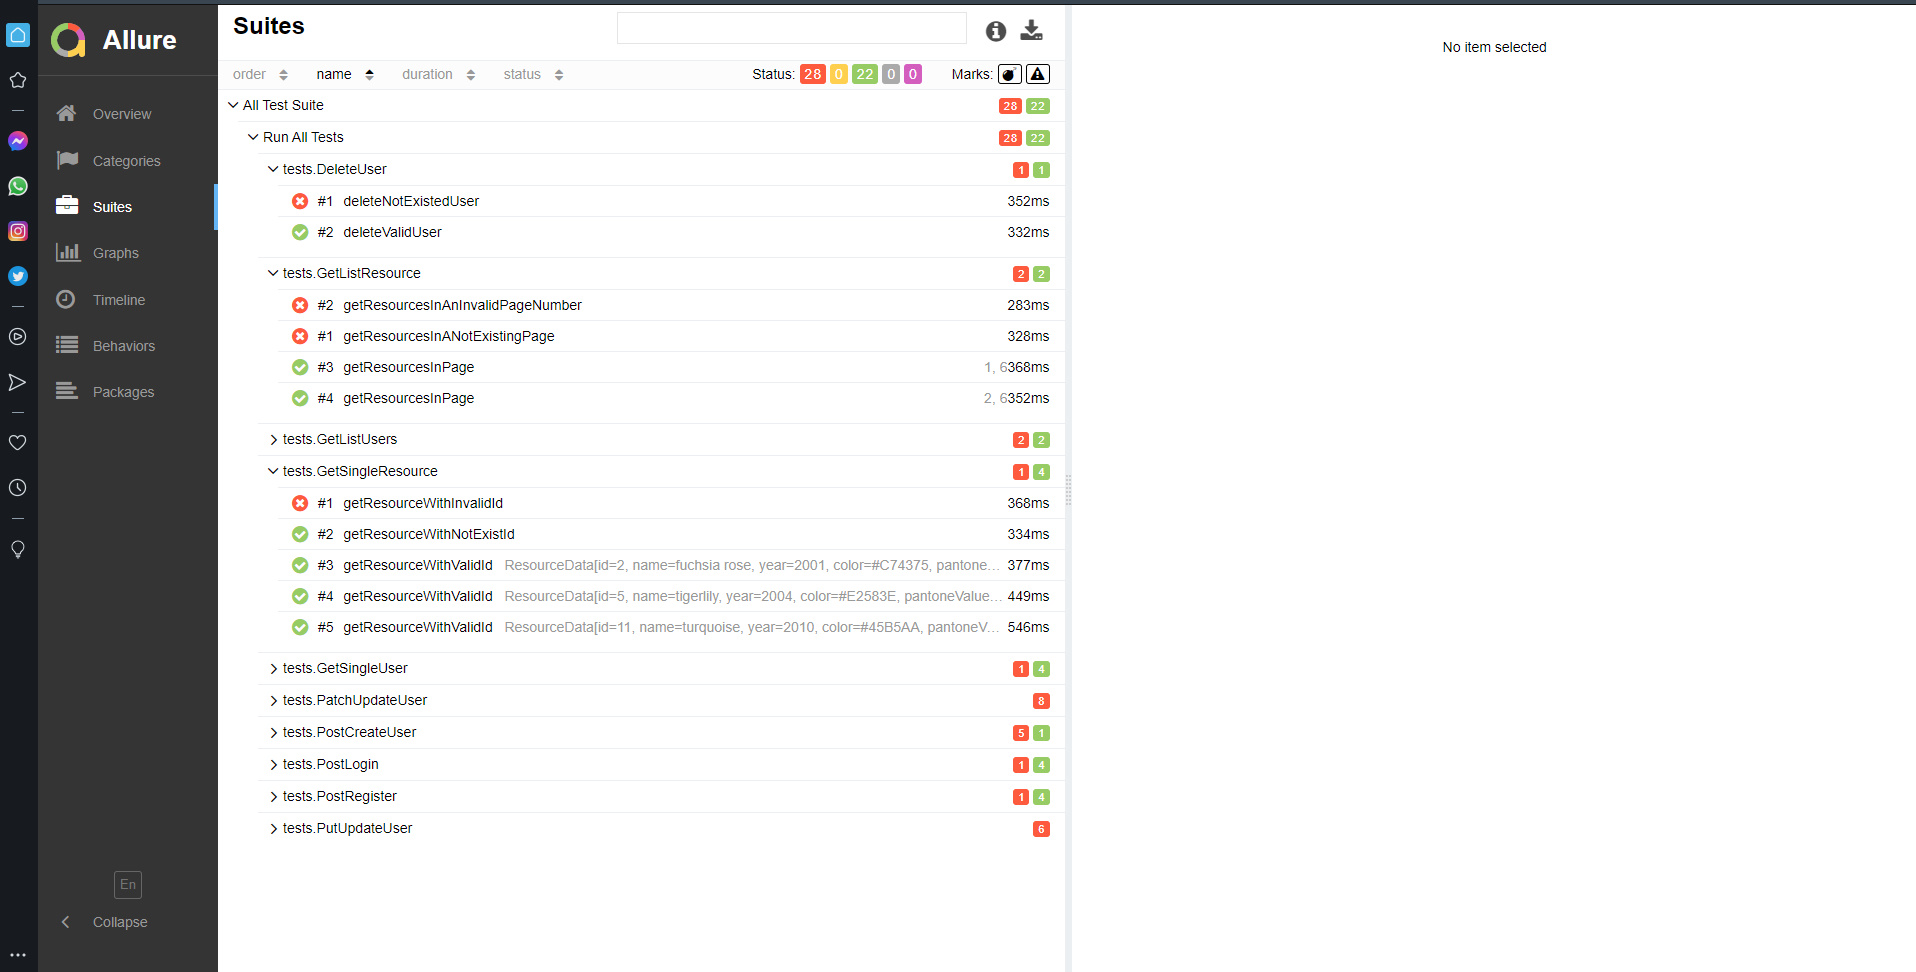 Allure
Overview
Categories
Suites
Graphs
Timeline
Behaviors
Packages
En
Collapse
Suites
order name duration status Status: 28 0 22 0 0 Marks:
All Test Suite 28 22
Run All Tests 28 22
tests.DeleteUser 1 1
#1 deleteNotExistedUser 352ms
#2 deleteValidUser 332ms
tests.GetListResource 2 2
#2 getResourcesInAnInvalidPageNumber 283ms
#1 getResourcesInANotExistingPage 328ms
#3 getResourcesInPage 1, 6 368ms
#4 getResourcesInPage 2, 6 352ms
tests.GetListUsers 2 2
tests.GetSingleResource 1 4
#1 getResourceWithInvalidId 368ms
#2 getResourceWithNotExistId 334ms
#3 getResourceWithValidId ResourceData[id=2, name=fuchsia rose, year=2001, color=#C74375, pantone... 377ms
#4 getResourceWithValidId ResourceData[id=5, name=tigerlily, year=2004, color=#E2583E, pantoneValue... 449ms
#5 getResourceWithValidId ResourceData[id=11, name=turquoise, year=2010, color=#45B5AA, pantoneV... 546ms
tests.GetSingleUser 1 4
tests.PatchUpdateUser 8
tests.PostCreateUser 5 1
tests.PostLogin 1 4
tests.PostRegister 1 4
tests.PutUpdateUser 6
No item selected